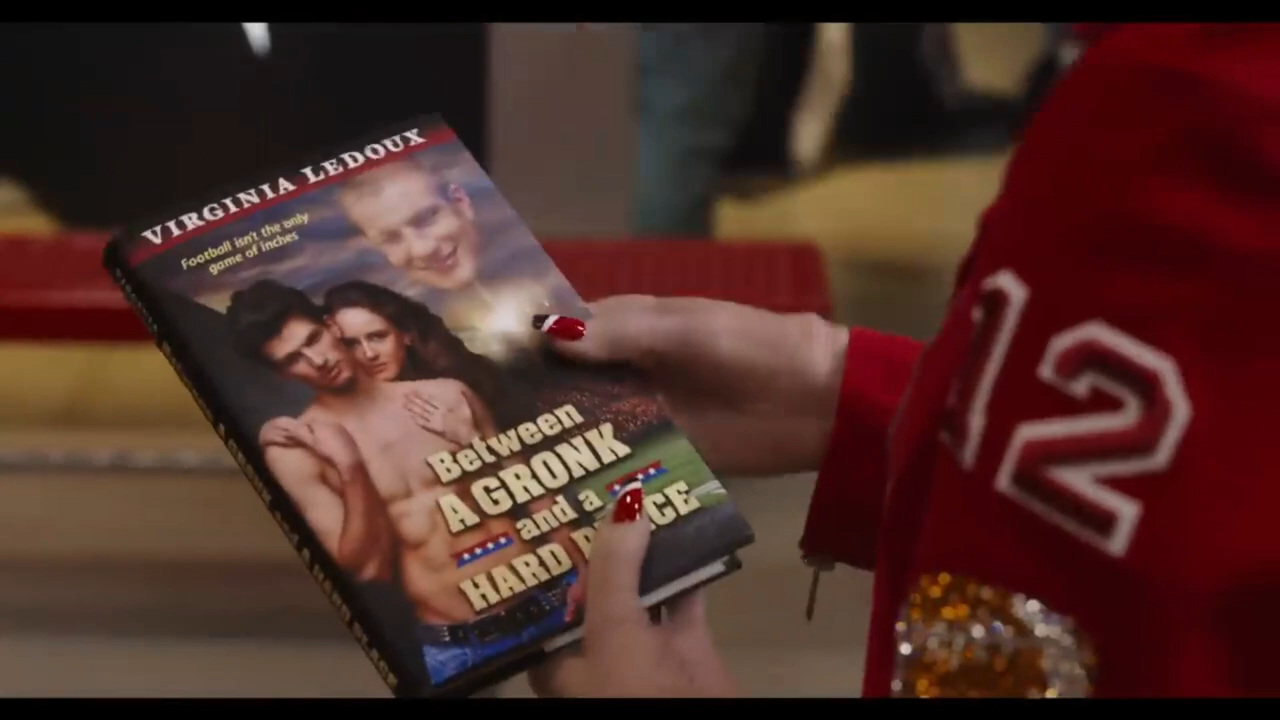 VIRGINIA LEDOUX
Football isn't the only
game of inches
Between
A GRONK
and a
HARD
12